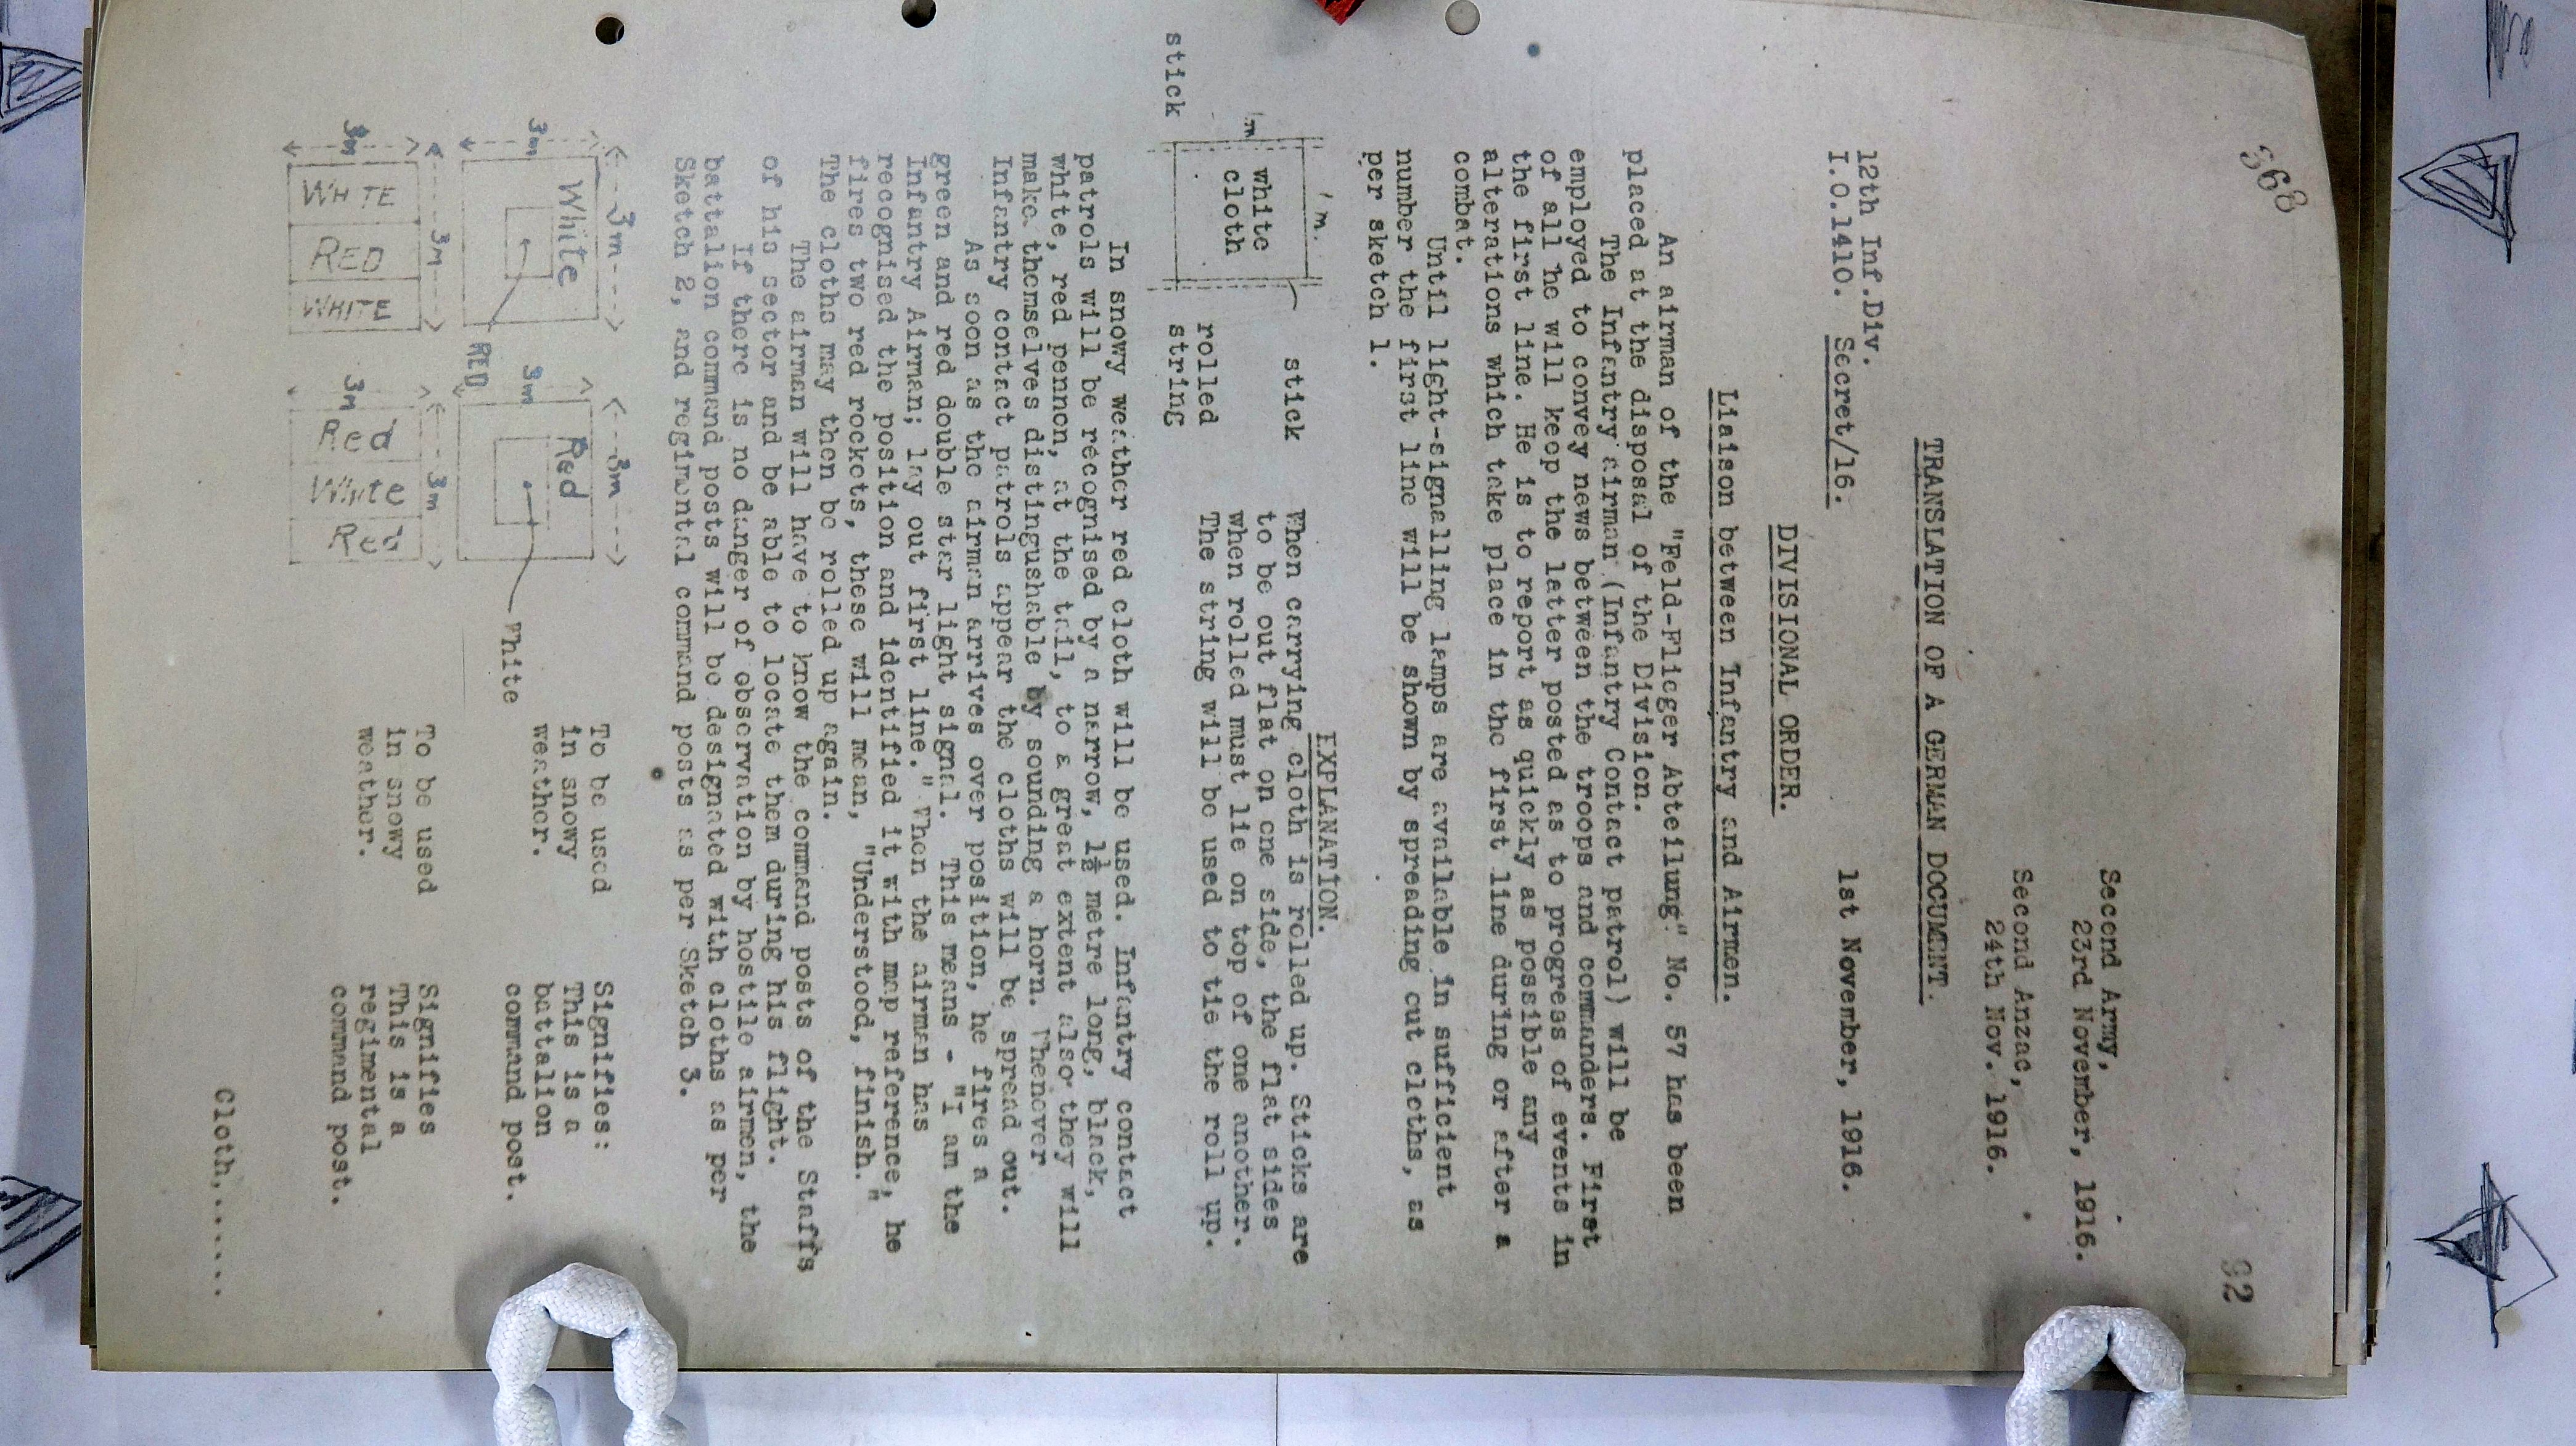 368
92
Second Army,
23rd November, 1916.
Second Anzac,
24th Nov. 1916.
TRANSLATION OF A GERMAN DOCUMENT.
12th Inf.Div.
I.O.1410. Secret/16.
1st November, 1916.
DIVISIONAL ORDER.
Liaison between Infantry and Airmen.
An airman of the "Feld-Flieger Abteilung" No. 57 has been
placed at the disposal of the Division.
The Infantry airman (Infantry Contact patrol) will be
employed to convey news between the troops and commanders. First
of all he will keep the latter posted as to progress of events in
the first line. He is to report as quickly as possible any
alterations which take place in the first line during or after a
combat.
Until light-signalling lamps are available in sufficient
number the first line will be shown by spreading out cloths, as
per sketch 1.
EXPLANATION.
1m.
1m
white
cloth
stick
stick
rolled
string
When carrying cloth is rolled up. Sticks are
to be out flat on one side, the flat sides
when rolled must lie on top of one another.
The string will be used to tie the roll up.
In snowy weather red cloth will be used. Infantry contact
patrols will be recognised by a narrow, 1½ metre long, black,
white, red pennon, at the tail, to a great extent also they will
make themselves distingushable by sounding a horn. Whenever
Infantry contact patrols appear the cloths will be spread out.
As soon as the airman arrives over position, he fires a
green and red double star light signal. This means - "I am the
Infantry Airman; lay out first line." When the airman has
recognised the position and identified it with map reference, he
fires two red rockets, these will mean, "Understood, finish."
The cloths may then be rolled up again.
The airman will have to know the command posts of the Staffs
of his sector and be able to locate them during his flight.
If there is no danger of observation by hostile airmen, the
battalion command posts will be designated with cloths as per
Sketch 2, and regimental command posts as per Sketch 3.
3m
3m
White
RED
3m
3m
Red
White
To be used
in snowy
weather.
Signifies:
This is a
battalion
command post.
3m
3m
WHITE
RED
WHITE
3m
3m
Red
White
Red
To be used
in snowy
weather.
Signifies
This is a
regimental
command post.
Cloth,......